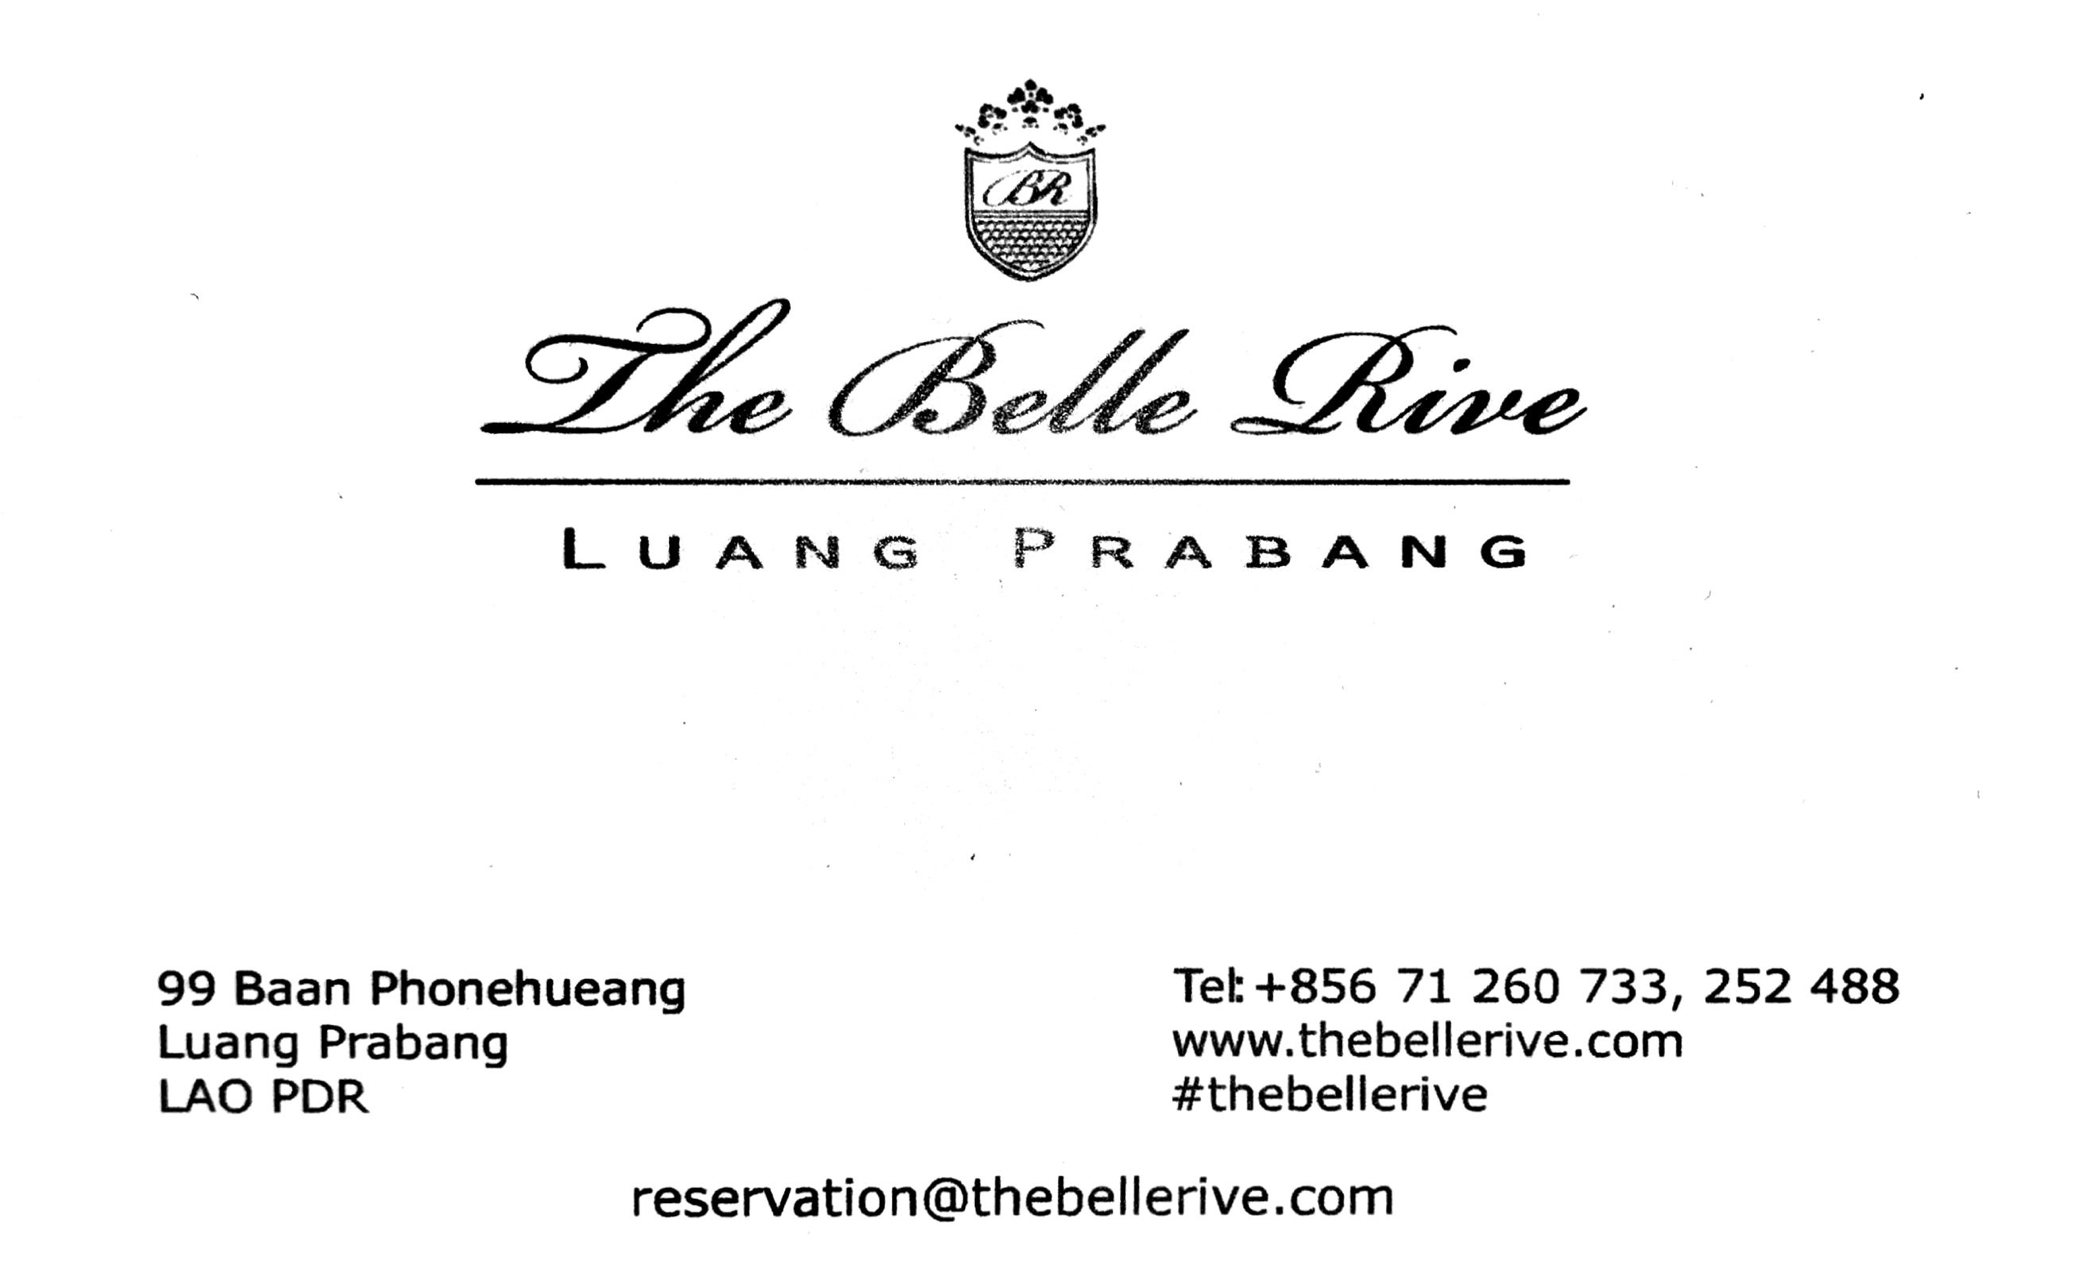 BR
The Belle Rive
LUANG PRABANG
99 Baan Phonehueang
Luang Prabang
LAO PDR
Tel: +856 71 260 733, 252 488
www.thebellerive.com
#thebellerive
reservation@thebellerive.com